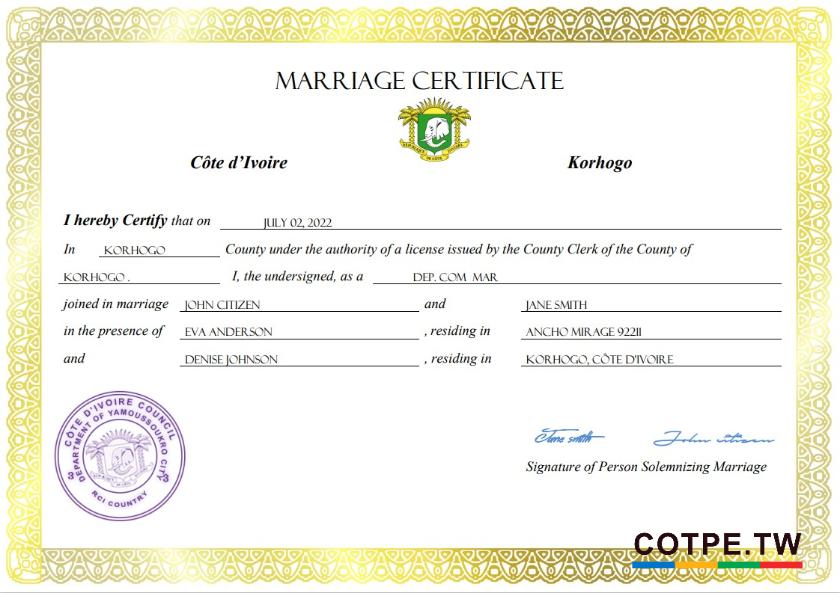 MARRIAGE CERTIFICATE
Côte d'Ivoire Korhogo
I hereby Certify that on JULY 02, 2022
In KORHOGO County under the authority of a license issued by the County Clerk of the County of
KORHOGO . I, the undersigned, as a DEP. COM MAR
joined in marriage JOHN CITIZEN and JANE SMITH
in the presence of EVA ANDERSON , residing in ANCHO MIRAGE 92211
and DENISE JOHNSON , residing in KORHOGO, CÔTE D'IVOIRE
CÔTE D'IVOIRE COUNCIL
DEPARTMENT OF YAMOUSSOUKRO CITY
RCI COUNTRY
Jane smith John citizen
Signature of Person Solemnizing Marriage
COTPE.TW